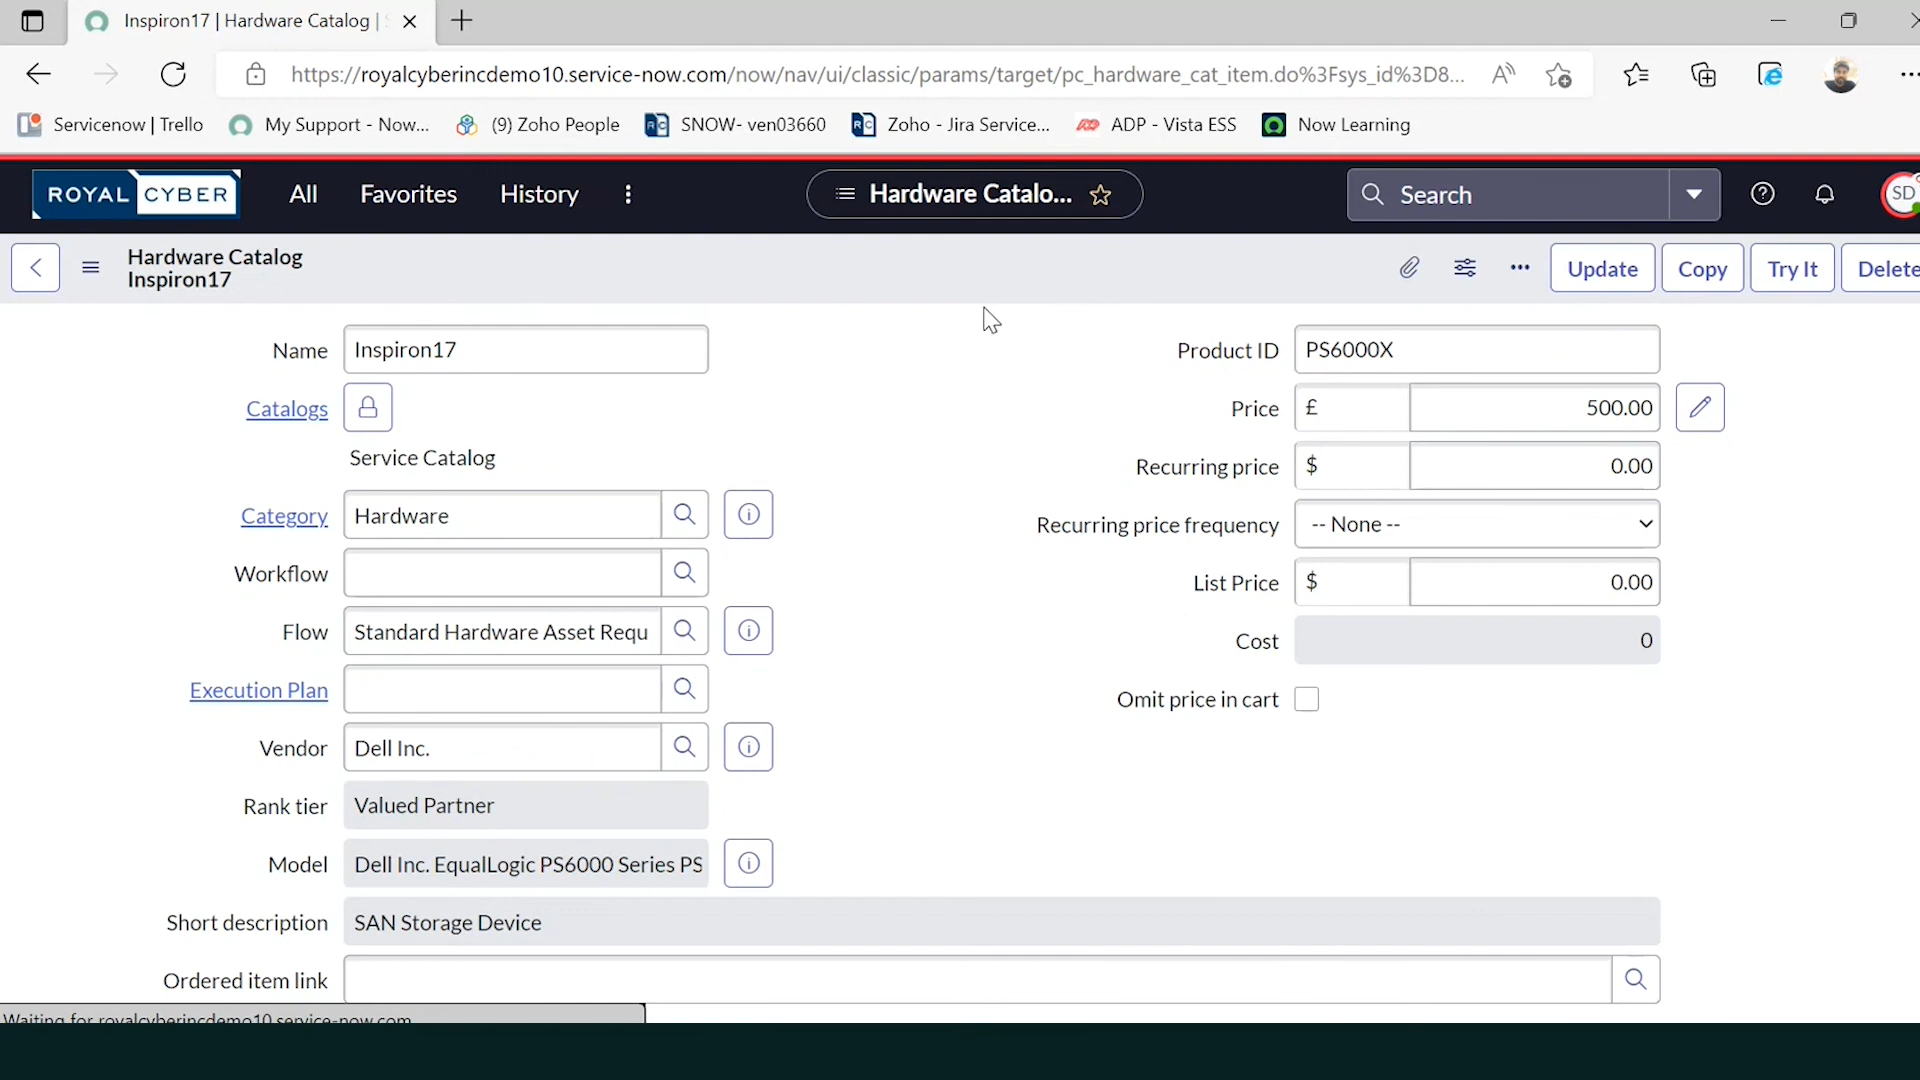 Inspiron17 | Hardware Catalog |
https://royalcyberincdemo10.service-now.com/now/nav/ui/classic/params/target/pc_hardware_cat_item.do%3Fsys_id%3D8...
Servicenow | Trello
My Support - Now...
(9) Zoho People
SNOW- ven03660
Zoho - Jira Service...
ADP - Vista ESS
Now Learning
ROYAL CYBER
All
Favorites
History
Hardware Catalo...
Search
SD
Hardware Catalog
Inspiron17
Update
Copy
Try It
Delete
Name
Inspiron17
Product ID
PS6000X
Catalogs
Price
£
500.00
Service Catalog
Recurring price
$
0.00
Category
Hardware
Recurring price frequency
-- None --
Workflow
List Price
$
0.00
Flow
Standard Hardware Asset Requ
Cost
0
Execution Plan
Omit price in cart
Vendor
Dell Inc.
Rank tier
Valued Partner
Model
Dell Inc. EqualLogic PS6000 Series PS
Short description
SAN Storage Device
Ordered item link
Waiting for royalcyberincdemo10.service-now.com